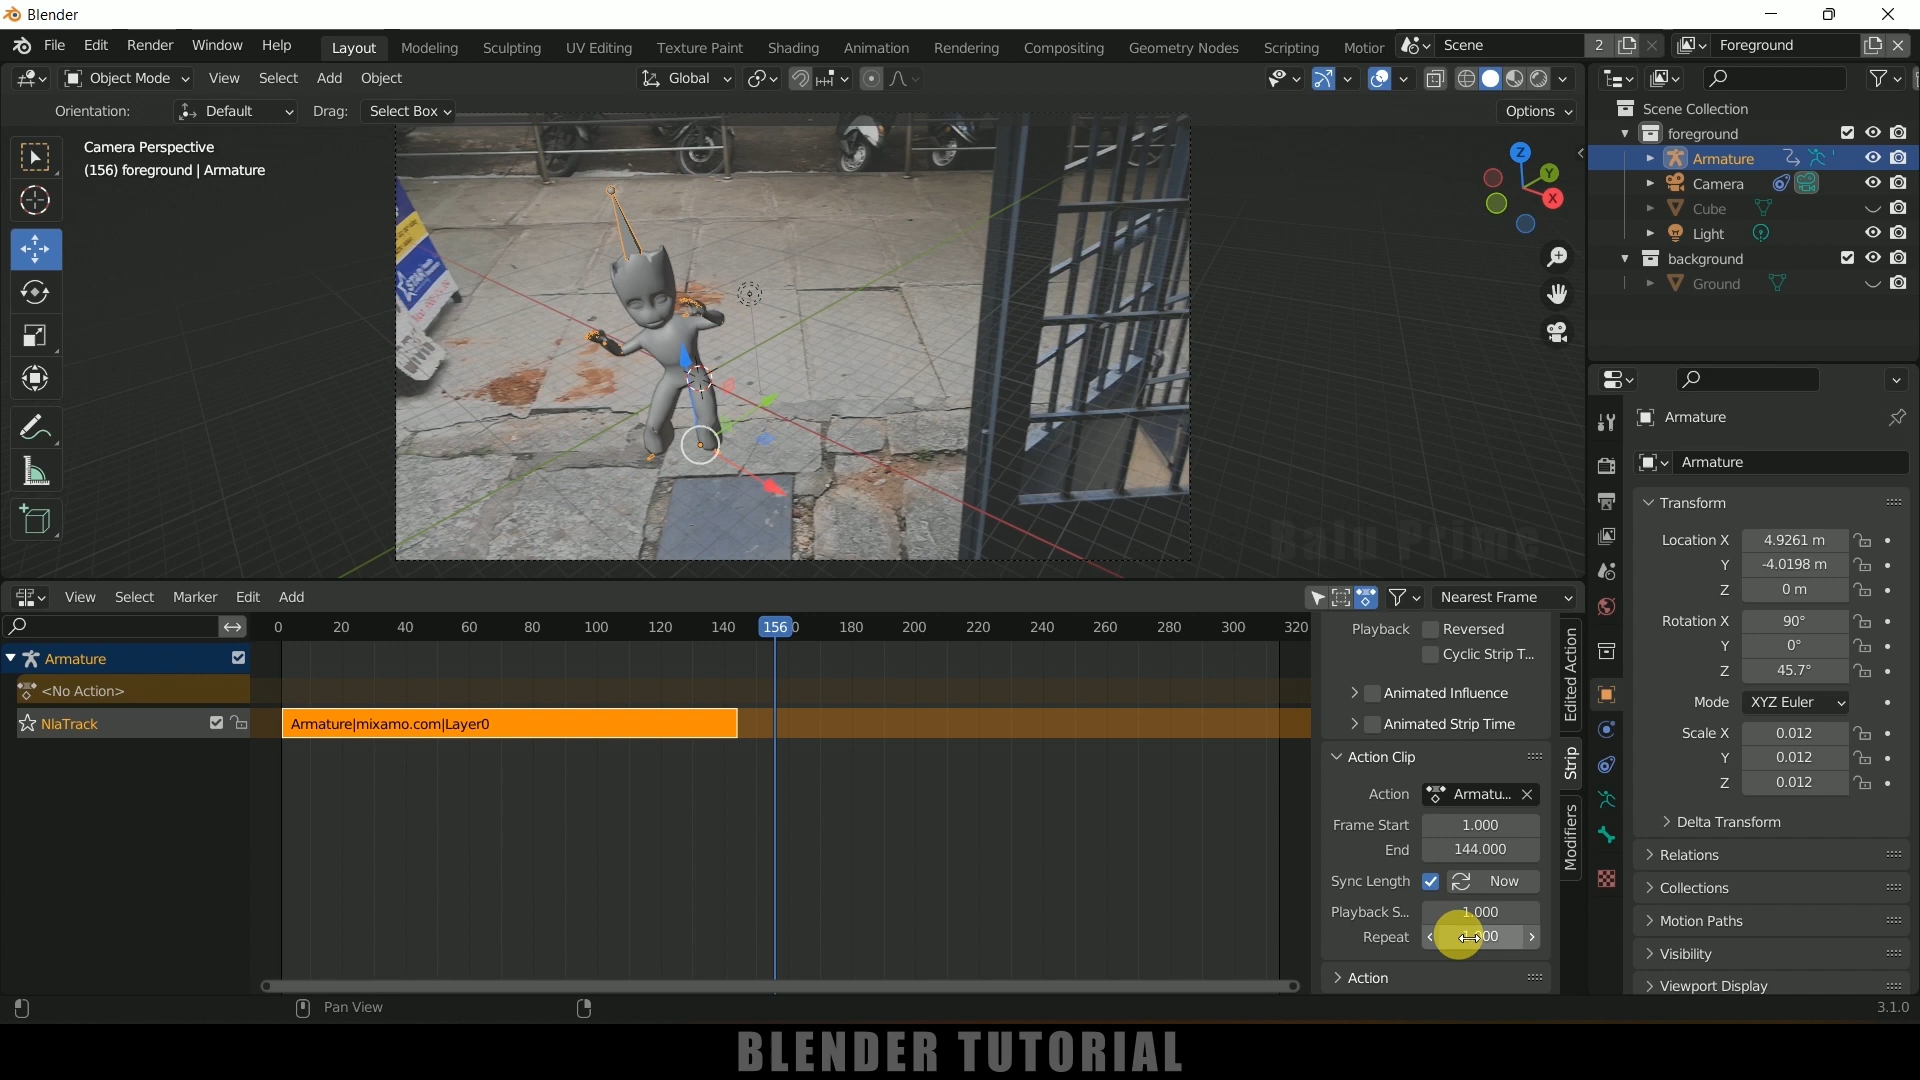 Blender
File Edit Render Window Help Layout Modeling Sculpting UV Editing Texture Paint Shading Animation Rendering Compositing Geometry Nodes Scripting Motior Scene 2 Foreground
Object Mode View Select Add Object Global
Orientation: Default Drag: Select Box Options
Camera Perspective
(156) foreground | Armature
Z
Y
X
STAR
Balu Prime
Scene Collection
foreground
Armature
Camera
Cube
Light
background
Ground
Armature
Armature
Transform
Location X 4.9261 m
Y -4.0198 m
Z 0 m
Rotation X 90°
Y 0°
Z 45.7°
Mode XYZ Euler
Scale X 0.012
Y 0.012
Z 0.012
Delta Transform
Relations
Collections
Motion Paths
Visibility
Viewport Display
View Select Marker Edit Add Nearest Frame
0 20 40 60 80 100 120 140 156 0 180 200 220 240 260 280 300 320
Armature
<No Action>
NlaTrack
Armature|mixamo.com|Layer0
Playback Reversed
Cyclic Strip T...
Animated Influence
Animated Strip Time
Action Clip
Action Armatu...
Frame Start 1.000
End 144.000
Sync Length Now
Playback S... 1.000
Repeat 1.000
Action
Edited Action
Strip
Modifiers
Pan View
3.1.0
BLENDER TUTORIAL